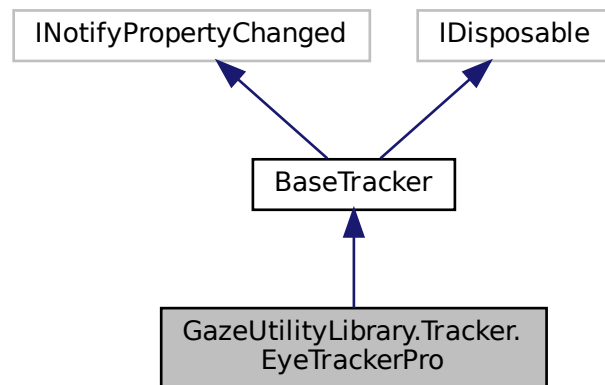 INotifyPropertyChanged
IDisposable
BaseTracker
GazeUtilityLibrary.Tracker.
EyeTrackerPro